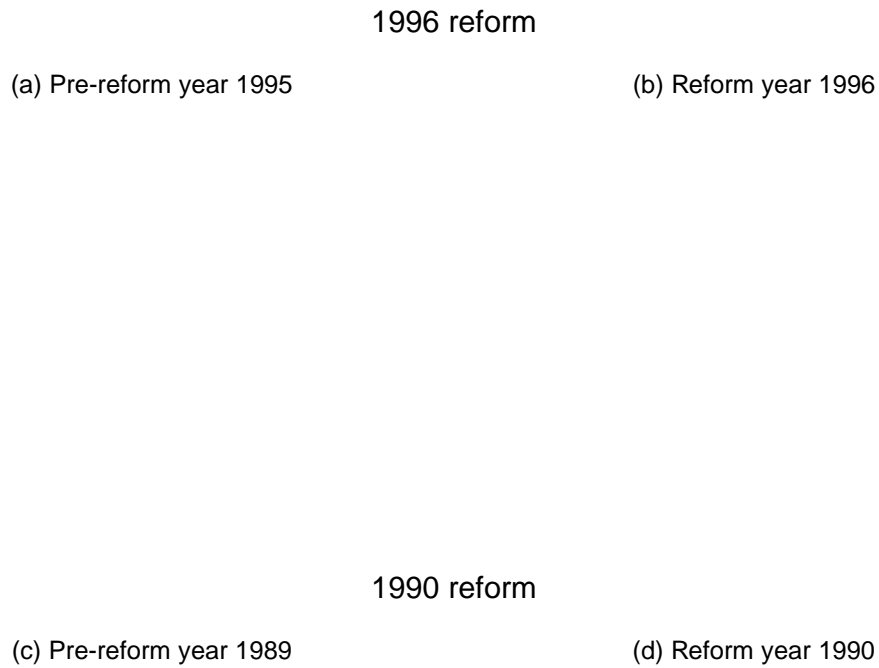 1996 reform
(a) Pre-reform year 1995
(b) Reform year 1996
1990 reform
(c) Pre-reform year 1989
(d) Reform year 1990